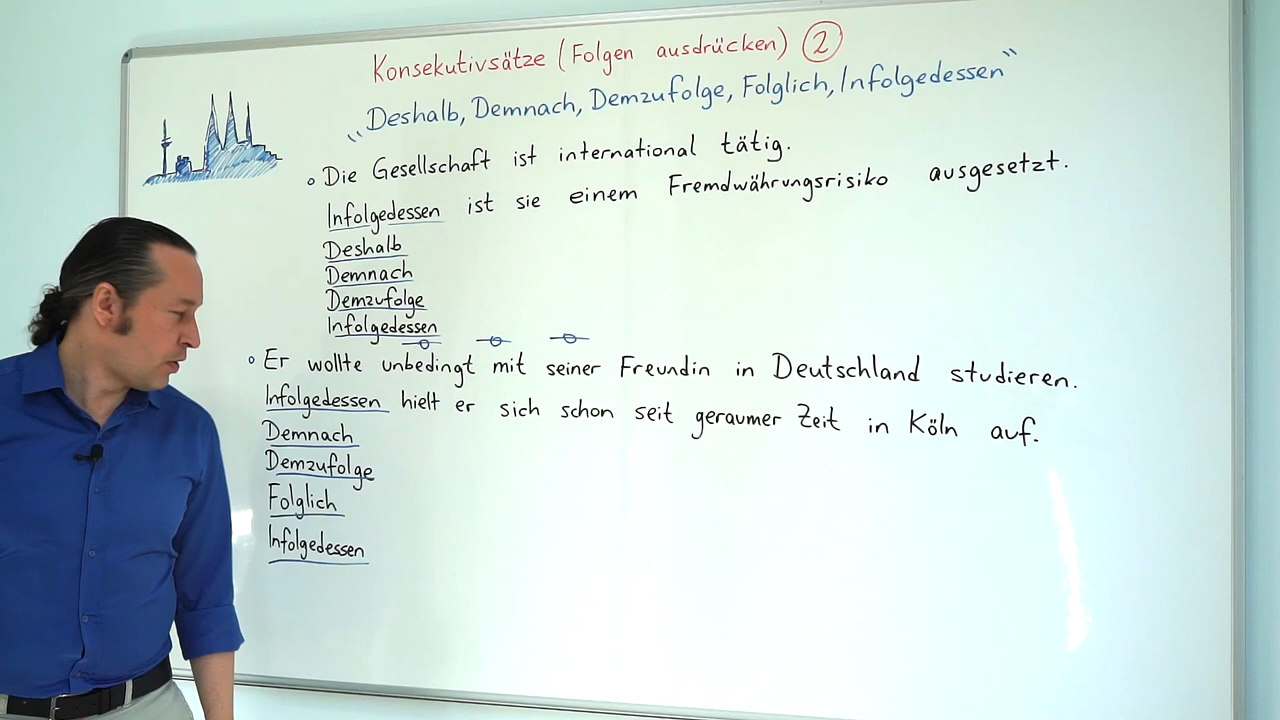 Konsekutivsätze (Folgen ausdrücken) 2
"Deshalb, Demnach, Demzufolge, Folglich, Infolgedessen"
Die Gesellschaft ist international tätig.
Infolgedessen ist sie einem Fremdwährungsrisiko ausgesetzt.
Deshalb
Demnach
Demzufolge
Infolgedessen
Er wollte unbedingt mit seiner Freundin in Deutschland studieren.
Infolgedessen hielt er sich schon seit geraumer Zeit in Köln auf.
Demnach
Demzufolge
Folglich
Infolgedessen